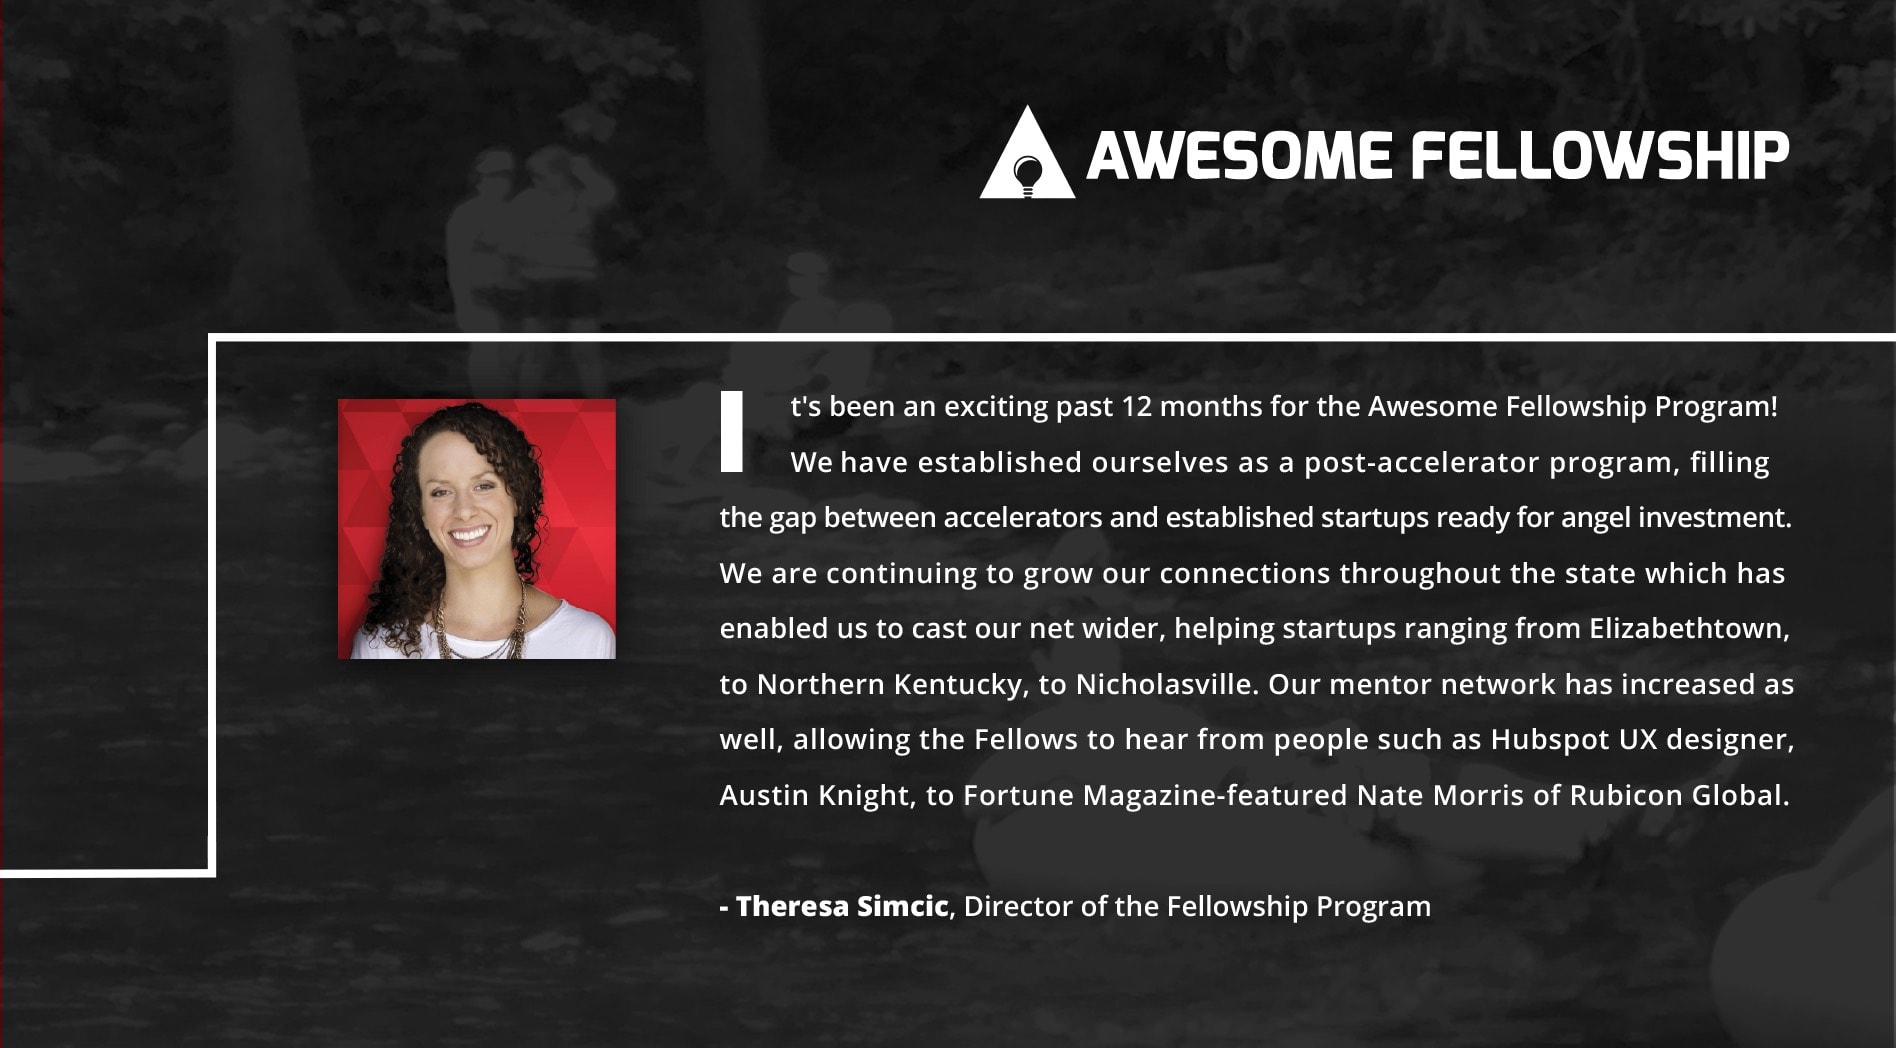 AWESOME FELLOWSHIP
It's been an exciting past 12 months for the Awesome Fellowship Program!
We have established ourselves as a post-accelerator program, filling
the gap between accelerators and established startups ready for angel investment.
We are continuing to grow our connections throughout the state which has
enabled us to cast our net wider, helping startups ranging from Elizabethtown,
to Northern Kentucky, to Nicholasville. Our mentor network has increased as
well, allowing the Fellows to hear from people such as Hubspot UX designer,
Austin Knight, to Fortune Magazine-featured Nate Morris of Rubicon Global.
- Theresa Simcic, Director of the Fellowship Program